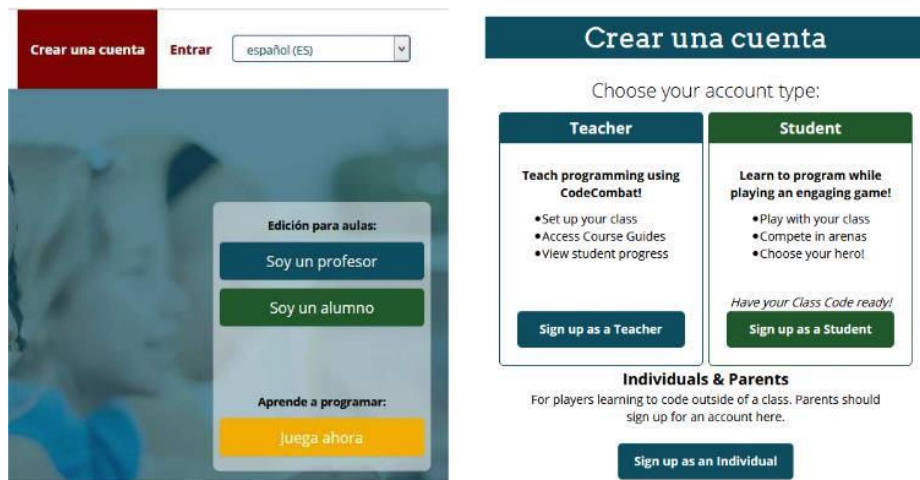 Crear una cuenta
Entrar
español (ES)
Edición para aulas:
Soy un profesor
Soy un alumno
Aprende a programar:
Juega ahora
Crear una cuenta
Choose your account type:
Teacher
Teach programming using
CodeCombat!
•Set up your class
•Access Course Guides
•View student progress
Sign up as a Teacher
Student
Learn to program while
playing an engaging game!
•Play with your class
•Compete in arenas
•Choose your hero!
Have your Class Code ready!
Sign up as a Student
Individuals & Parents
For players learning to code outside of a class. Parents should
sign up for an account here.
Sign up as an Individual